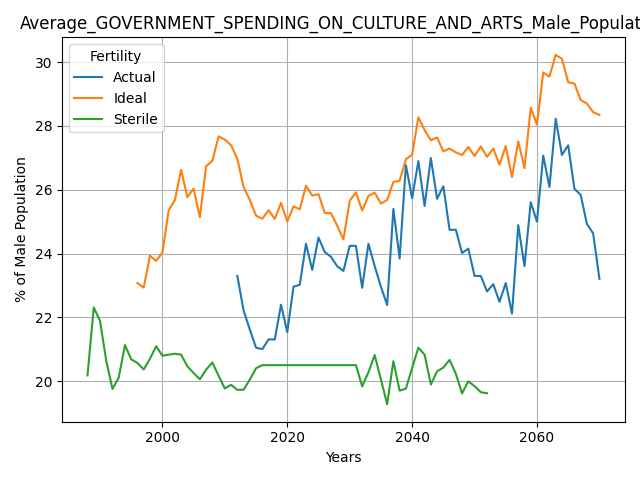 Average_GOVERNMENT_SPENDING_ON_CULTURE_AND_ARTS_Male_Populat
Fertility
Actual
Ideal
Sterile
% of Male Population
30
28
26
24
22
20
2000
2020
2040
2060
Years